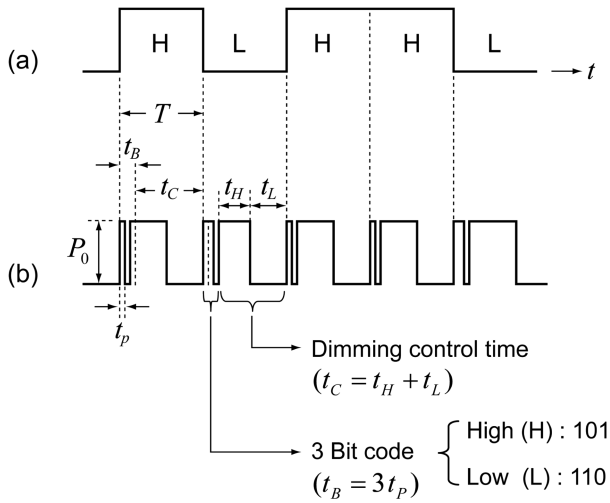 (a) H L H H L t
T
t_B
t_C t_H t_L
P_0
(b)
t_p
Dimming control time
(t_C = t_H + t_L)
3 Bit code
(t_B = 3t_P)
High (H) : 101
Low (L) : 110